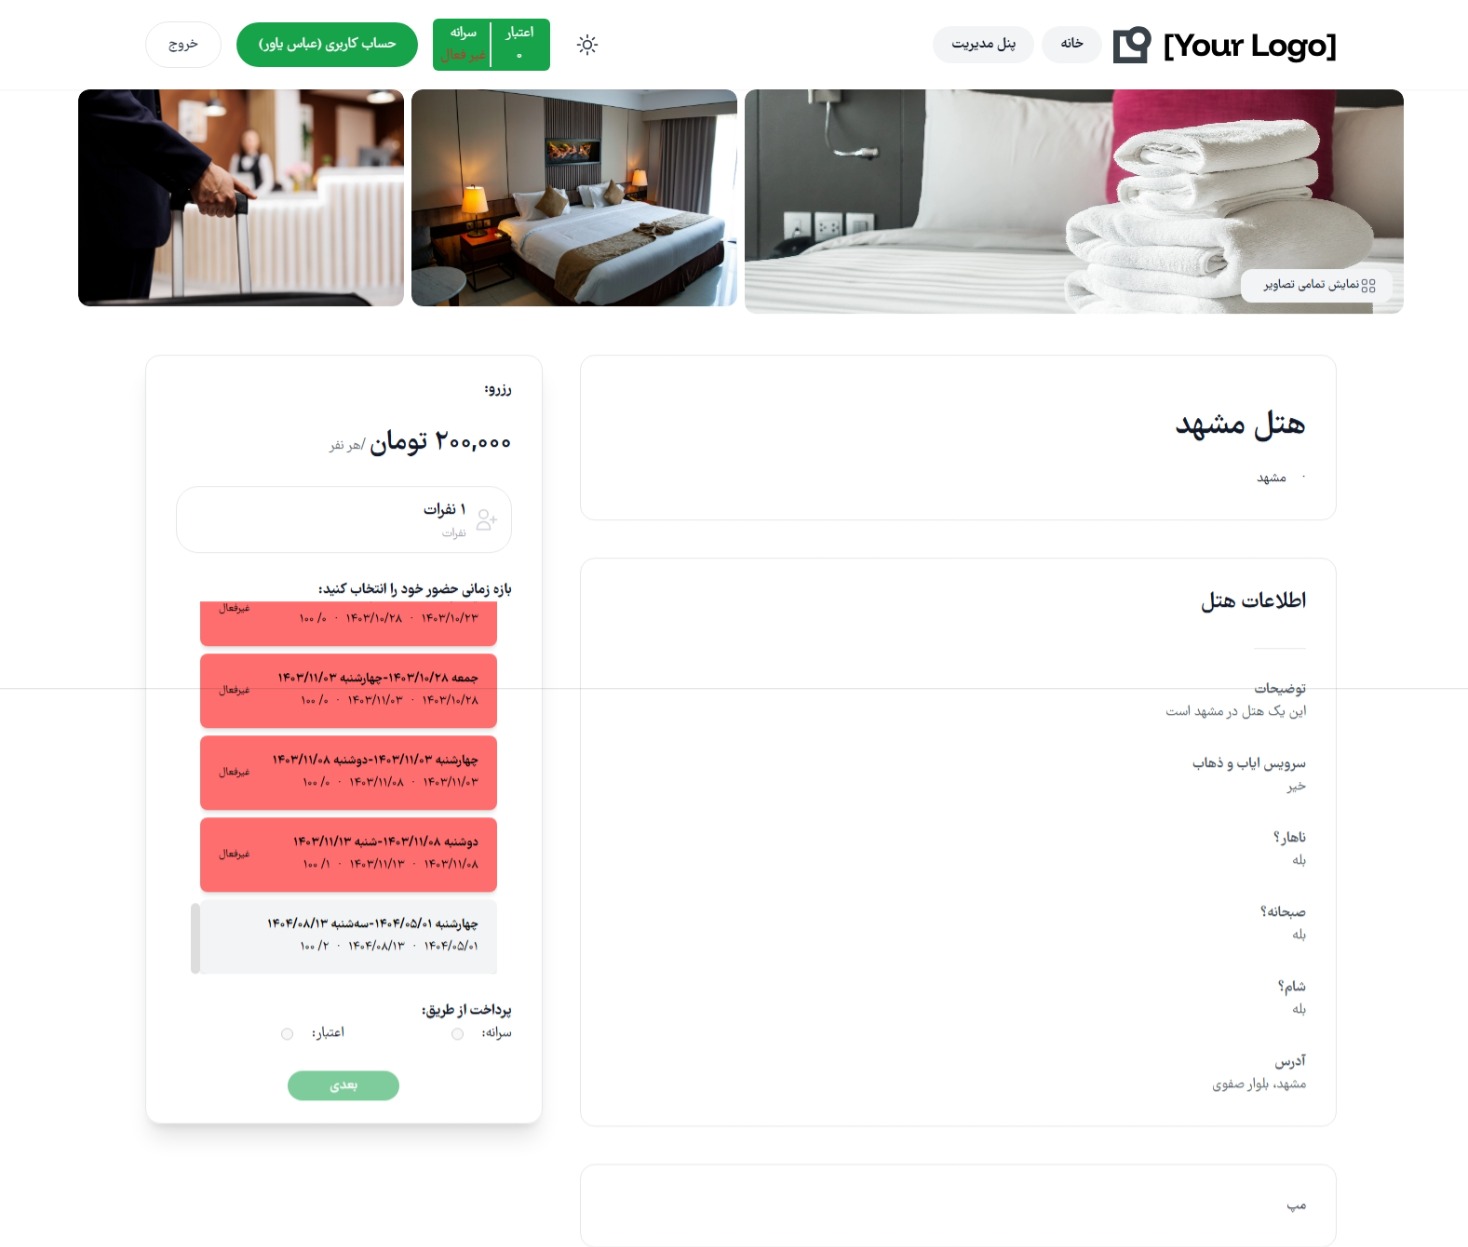 [Your Logo]
خانه
پنل مدیریت
اعتبار
۰
سرانه
غیر فعال
حساب کاربری (عباس یاور)
خروج
نمایش تمامی تصاویر
هتل مشهد
· مشهد
اطلاعات هتل
توضیحات
این یک هتل در مشهد است
سرویس ایاب و ذهاب
خیر
ناهار؟
بله
صبحانه؟
بله
شام؟
بله
آدرس
مشهد، بلوار صفوی
مپ
رزرو:
۲۰۰,۰۰۰ تومان /هر نفر
۱ نفرات
نفرات
بازه زمانی حضور خود را انتخاب کنید:
غیرفعال
۱۴۰۳/۱۰/۲۳ · ۱۴۰۳/۱۰/۲۸ · ۰/ ۱۰۰
جمعه ۱۴۰۳/۱۰/۲۸-چهارشنبه ۱۴۰۳/۱۱/۰۳
غیرفعال
۱۴۰۳/۱۰/۲۸ · ۱۴۰۳/۱۱/۰۳ · ۰/ ۱۰۰
چهارشنبه ۱۴۰۳/۱۱/۰۳-دوشنبه ۱۴۰۳/۱۱/۰۸
غیرفعال
۱۴۰۳/۱۱/۰۳ · ۱۴۰۳/۱۱/۰۸ · ۰/ ۱۰۰
دوشنبه ۱۴۰۳/۱۱/۰۸-شنبه ۱۴۰۳/۱۱/۱۳
غیرفعال
۱۴۰۳/۱۱/۰۸ · ۱۴۰۳/۱۱/۱۳ · ۱/ ۱۰۰
چهارشنبه ۱۴۰۴/۰۵/۰۱-سه‌شنبه ۱۴۰۴/۰۸/۱۳
۱۴۰۴/۰۵/۰۱ · ۱۴۰۴/۰۸/۱۳ · ۲/ ۱۰۰
پرداخت از طریق:
سرانه: اعتبار:
بعدی